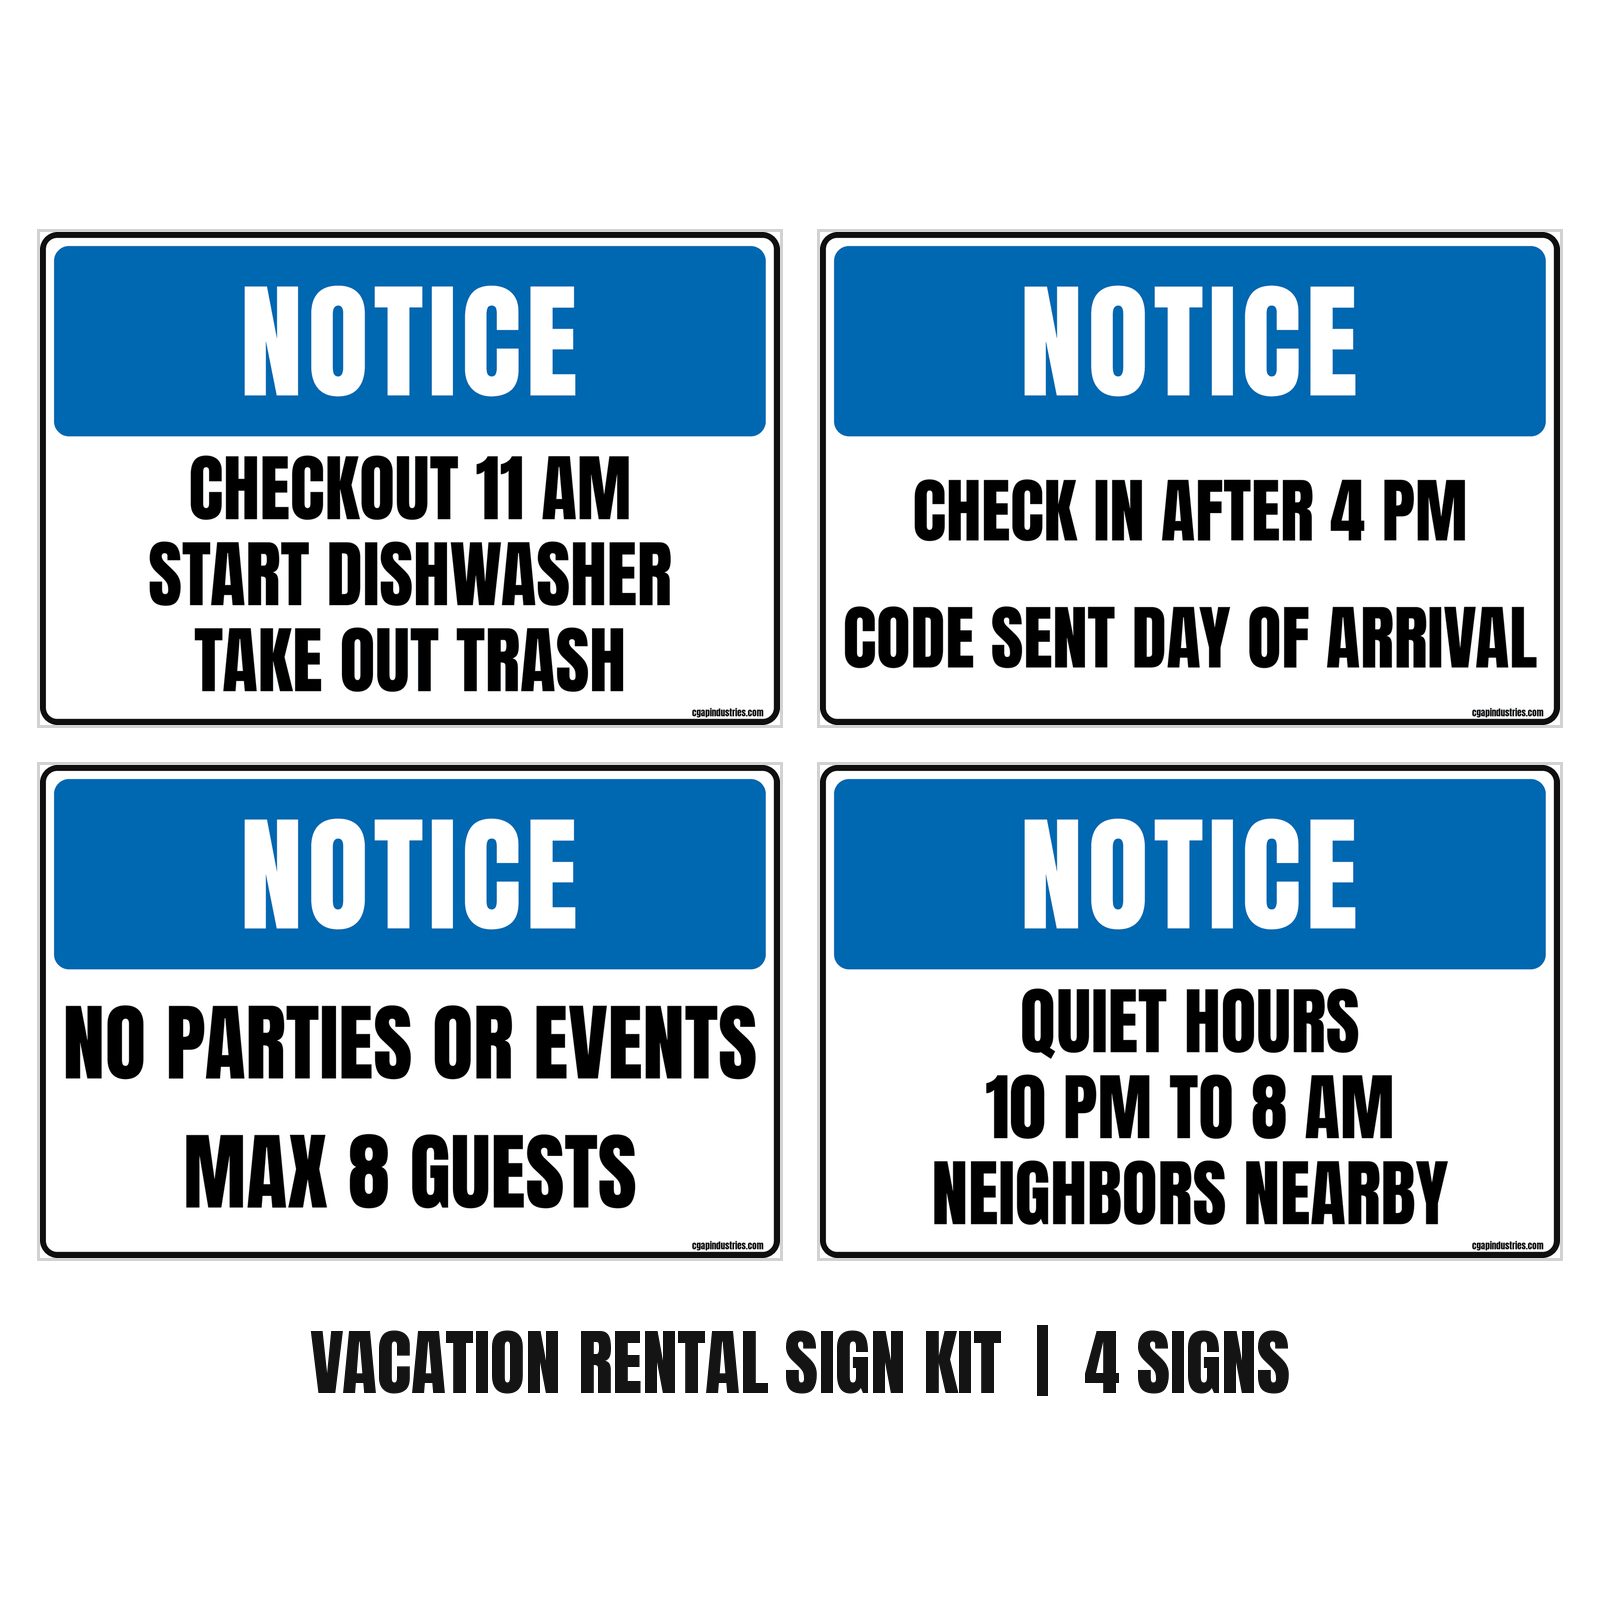 NOTICE
CHECKOUT 11 AM
START DISHWASHER
TAKE OUT TRASH
cgapindustries.com
NOTICE
CHECK IN AFTER 4 PM
CODE SENT DAY OF ARRIVAL
cgapindustries.com
NOTICE
NO PARTIES OR EVENTS
MAX 8 GUESTS
cgapindustries.com
NOTICE
QUIET HOURS
10 PM TO 8 AM
NEIGHBORS NEARBY
cgapindustries.com
VACATION RENTAL SIGN KIT | 4 SIGNS